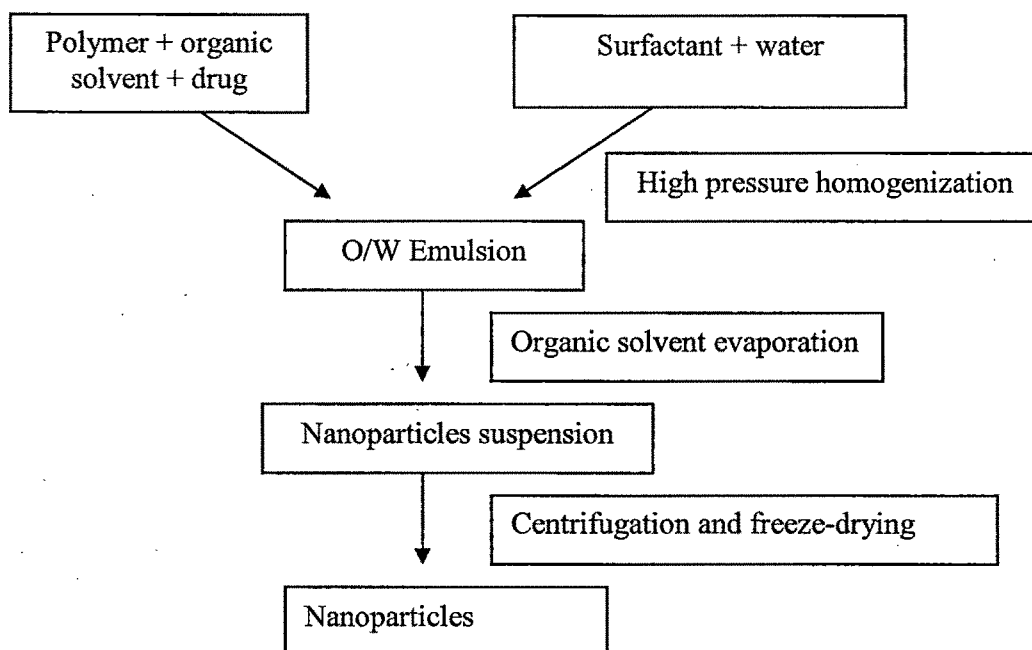 Polymer + organic
solvent + drug
Surfactant + water
High pressure homogenization
O/W Emulsion
Organic solvent evaporation
Nanoparticles suspension
Centrifugation and freeze-drying
Nanoparticles